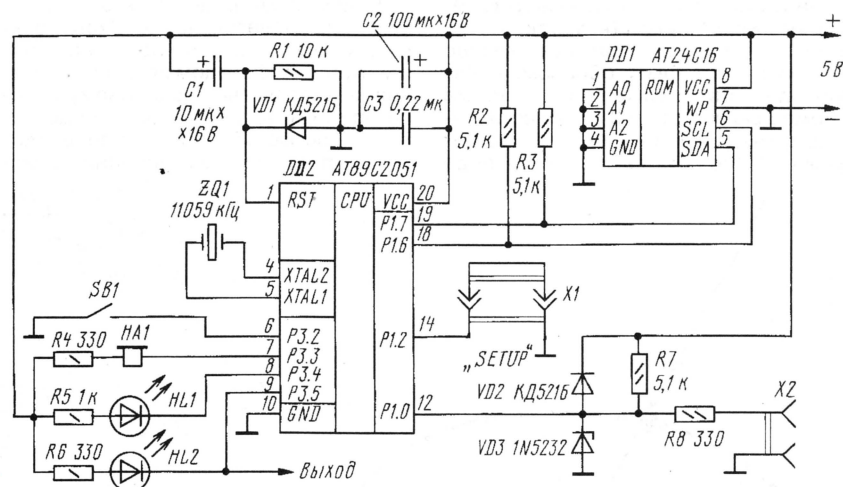 C2 100 мк×16 В
+
R1 10 к
+
C1
10 мк×
×16 В
VD1 КД521Б
C3 0,22 мк
+
5 В
–
DD1 AT24C16
1 A0 ROM VCC 8
2 A1 WP 7
3 A2 SCL 6
4 GND SDA 5
R2
5,1 к
R3
5,1 к
DD2 AT89C2051
1 RST CPU VCC 20
P1.7 19
P1.6 18
ZQ1
11059 кГц
4 XTAL2
5 XTAL1
SB1
6 P3.2 P1.2 14
R4 330 HA1
7 P3.3
8 P3.4
9 P3.5
10 GND P1.0 12
X1
„SETUP“
R5 1 к HL1
R6 330 HL2
Выход
VD2 КД521Б
R7
5,1 к
X2
VD3 1N5232
R8 330